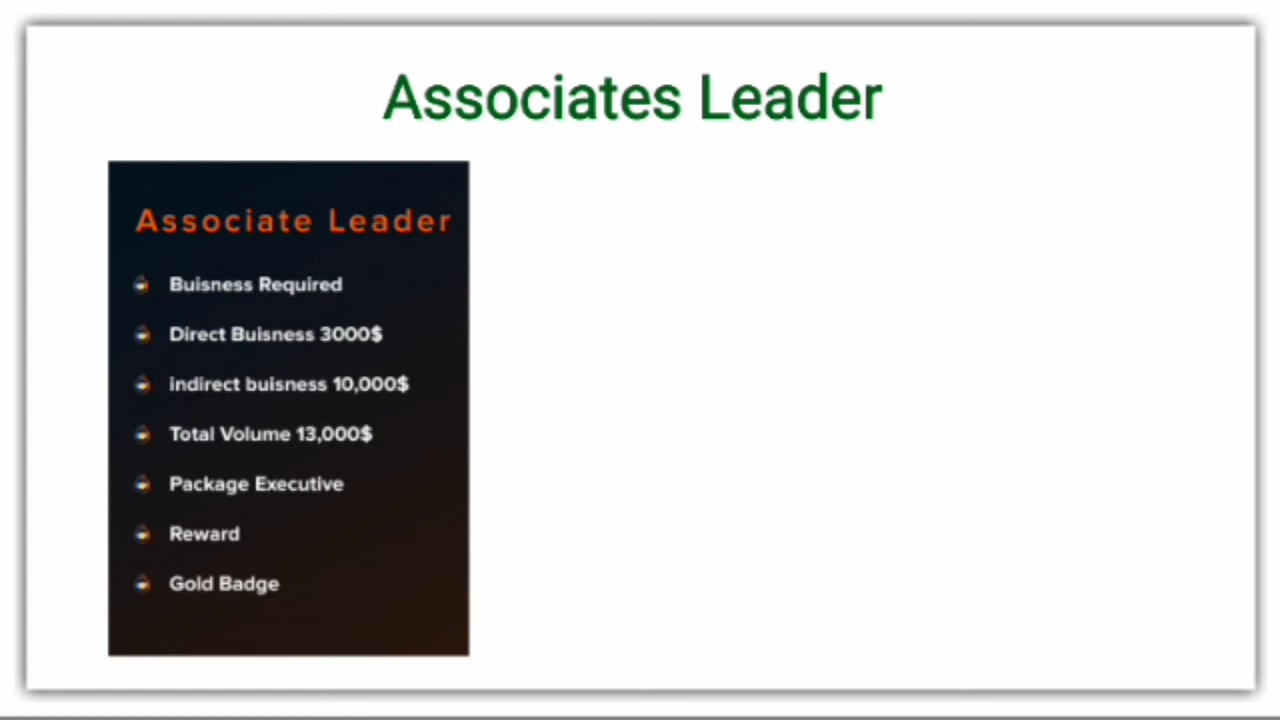 Associates Leader
Associate Leader
Buisness Required
Direct Buisness 3000$
indirect buisness 10,000$
Total Volume 13,000$
Package Executive
Reward
Gold Badge